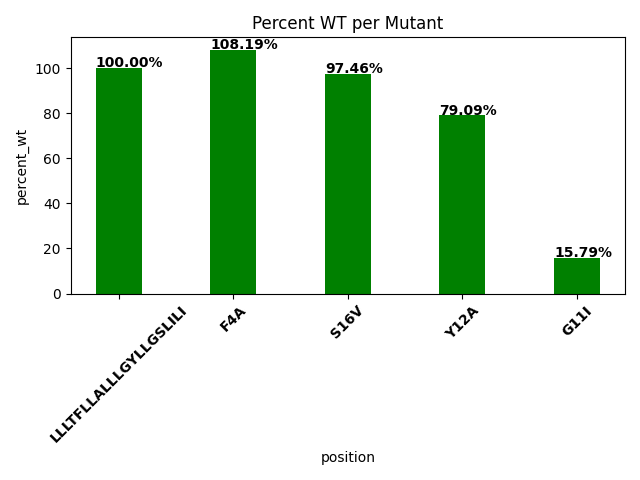 Percent WT per Mutant
percent_wt
100
80
60
40
20
0
100.00%
108.19%
97.46%
79.09%
15.79%
LLLTFLLALLLGYLLGSLILI
F4A
S16V
Y12A
G11I
position